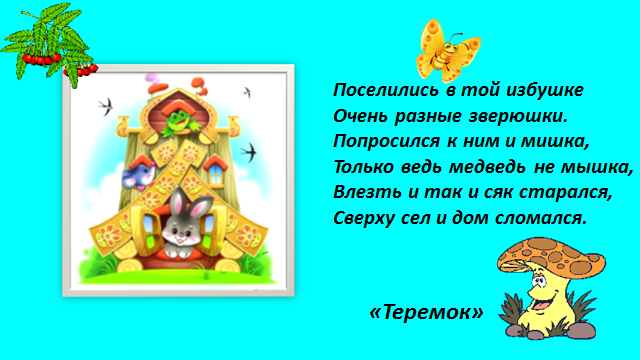 Поселились в той избушке
Очень разные зверюшки.
Попросился к ним и мишка,
Только ведь медведь не мышка,
Влезть и так и сяк старался,
Сверху сел и дом сломался.
«Теремок»